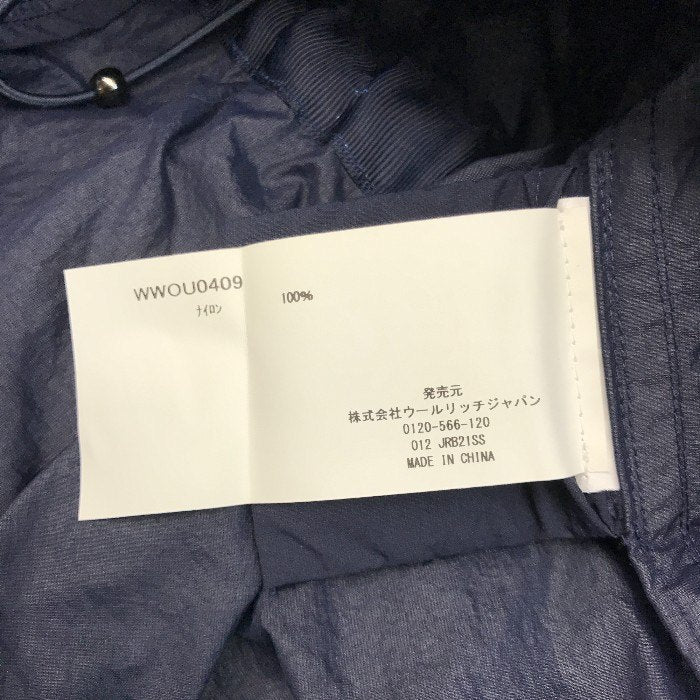 WWOU0409
ﾅｲﾛﾝ 100%
発売元
株式会社ウールリッチジャパン
0120-566-120
012 JRB21SS
MADE IN CHINA